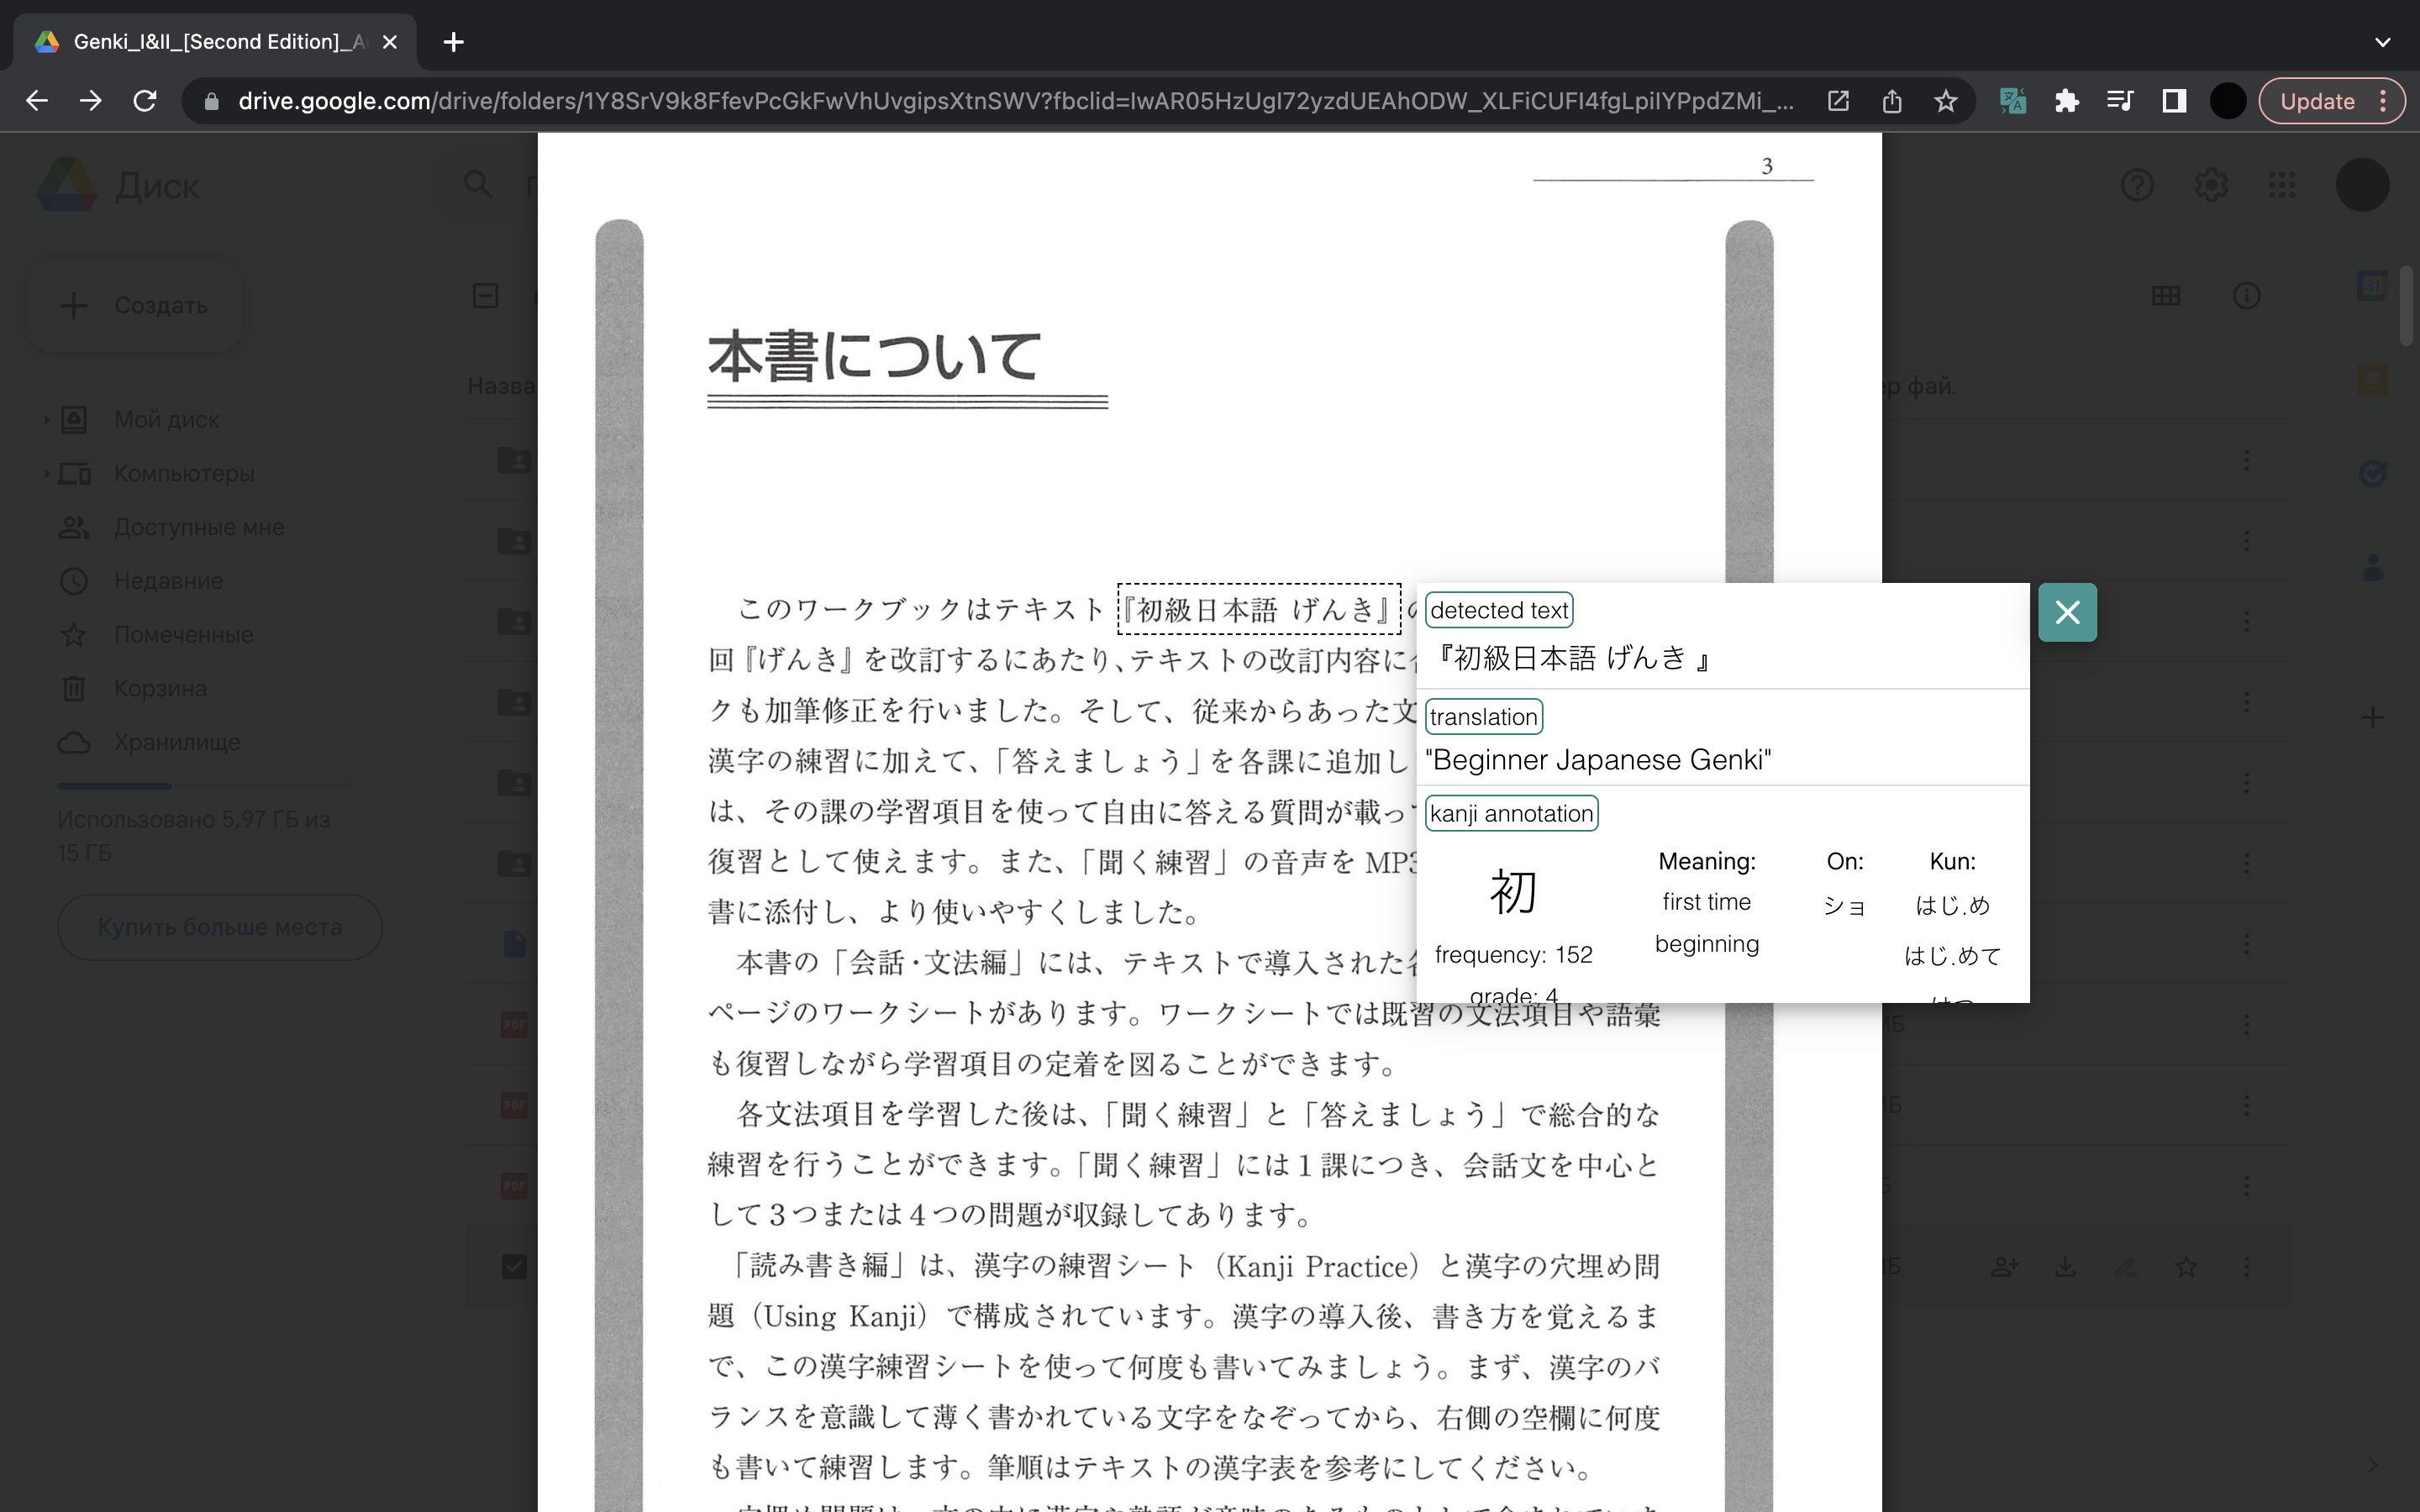 Genki_I&II_[Second Edition]_A
drive.google.com/drive/folders/1Y8SrV9k8FfevPcGkFwVhUvgipsXtnSWV?fbclid=IwAR05HzUgI72yzdUEAhODW_XLFiCUFI4fgLpiIYPpdZMi_...
Update
Диск
Создать
Мой диск
Компьютеры
Доступные мне
Недавние
Помеченные
Корзина
Хранилище
Использовано 5,97 ГБ из
15 ГБ
Купить больше места
Назва
ер фай.
31
PDF
PDF
PDF
МБ
3
本書について
このワークブックはテキスト『初級日本語 げんき』
回『げんき』を改訂するにあたり、テキストの改訂内容に
クも加筆修正を行いました。そして、従来からあった文
漢字の練習に加えて、「答えましょう」を各課に追加し
は、その課の学習項目を使って自由に答える質問が載っ
復習として使えます。また、「聞く練習」の音声を MP3
書に添付し、より使いやすくしました。
本書の「会話・文法編」には、テキストで導入された
ページのワークシートがあります。ワークシートでは既習の文法項目や語彙
も復習しながら学習項目の定着を図ることができます。
各文法項目を学習した後は、「聞く練習」と「答えましょう」で総合的な
練習を行うことができます。「聞く練習」には1課につき、会話文を中心と
して3つまたは4つの問題が収録してあります。
「読み書き編」は、漢字の練習シート（Kanji Practice）と漢字の穴埋め問
題（Using Kanji）で構成されています。漢字の導入後、書き方を覚えるま
で、この漢字練習シートを使って何度も書いてみましょう。まず、漢字のバ
ランスを意識して薄く書かれている文字をなぞってから、右側の空欄に何度
も書いて練習します。筆順はテキストの漢字表を参考にしてください。
detected text
『初級日本語 げんき 』
translation
"Beginner Japanese Genki"
kanji annotation
初
frequency: 152
grade: 4
Meaning:
first time
beginning
On:
ショ
Kun:
はじ.め
はじ.めて